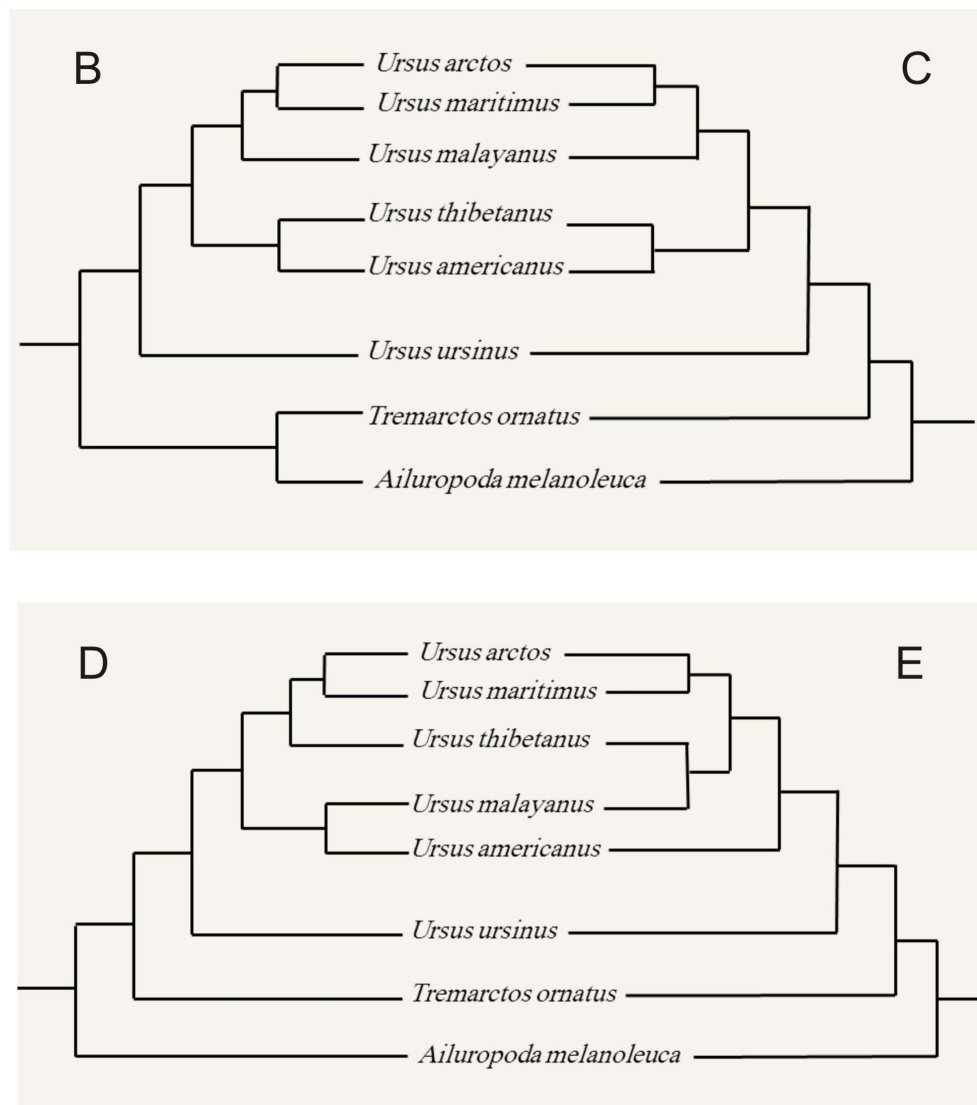 B
C
Ursus arctos
Ursus maritimus
Ursus malayanus
Ursus thibetanus
Ursus americanus
Ursus ursinus
Tremarctos ornatus
Ailuropoda melanoleuca
D
E
Ursus arctos
Ursus maritimus
Ursus thibetanus
Ursus malayanus
Ursus americanus
Ursus ursinus
Tremarctos ornatus
Ailuropoda melanoleuca